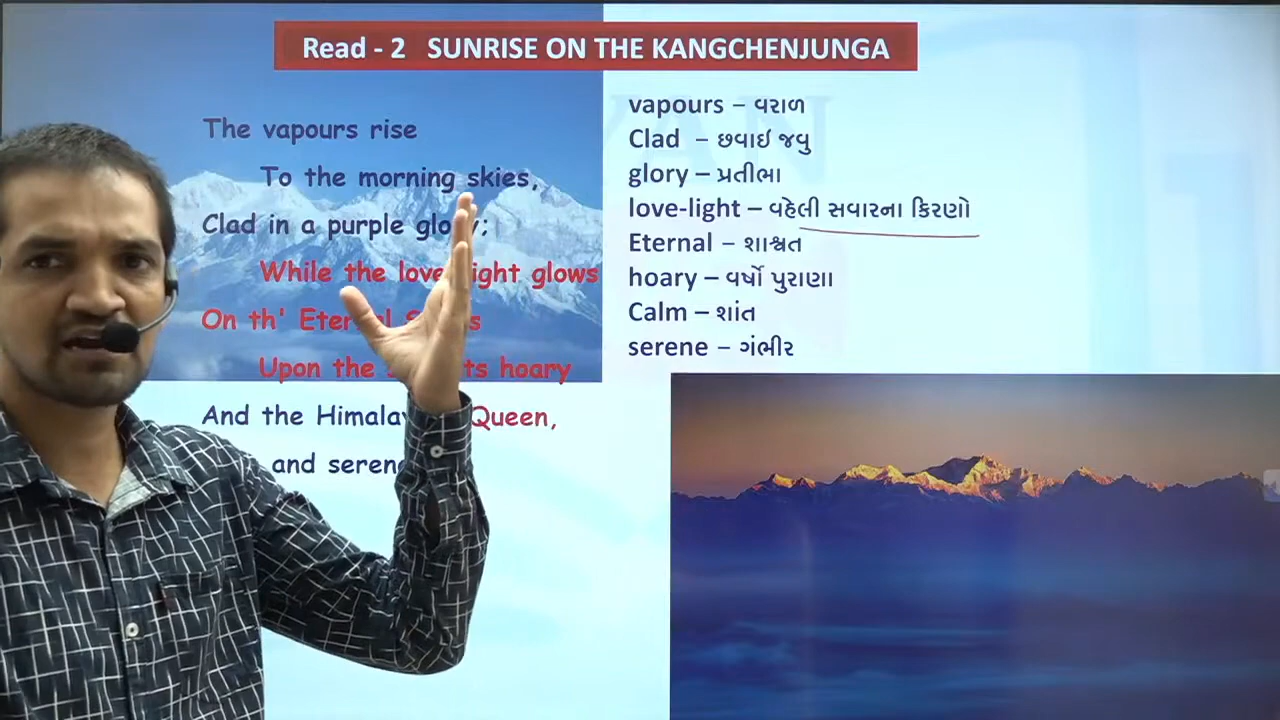 Read - 2 SUNRISE ON THE KANGCHENJUNGA
The vapours rise
To the morning skies,
Clad in a purple glo y;
While the love ight glows
On th' Eter al S s
Upon the s ts hoary
And the Himala Queen,
and seren
vapours – વરાળ
Clad – છવાઇ જવુ
glory – પ્રતીભા
love-light – વહેલી સવારના કિરણો
Eternal – શાશ્વત
hoary – વર્ષો પુરાણા
Calm – શાંત
serene – ગંભીર